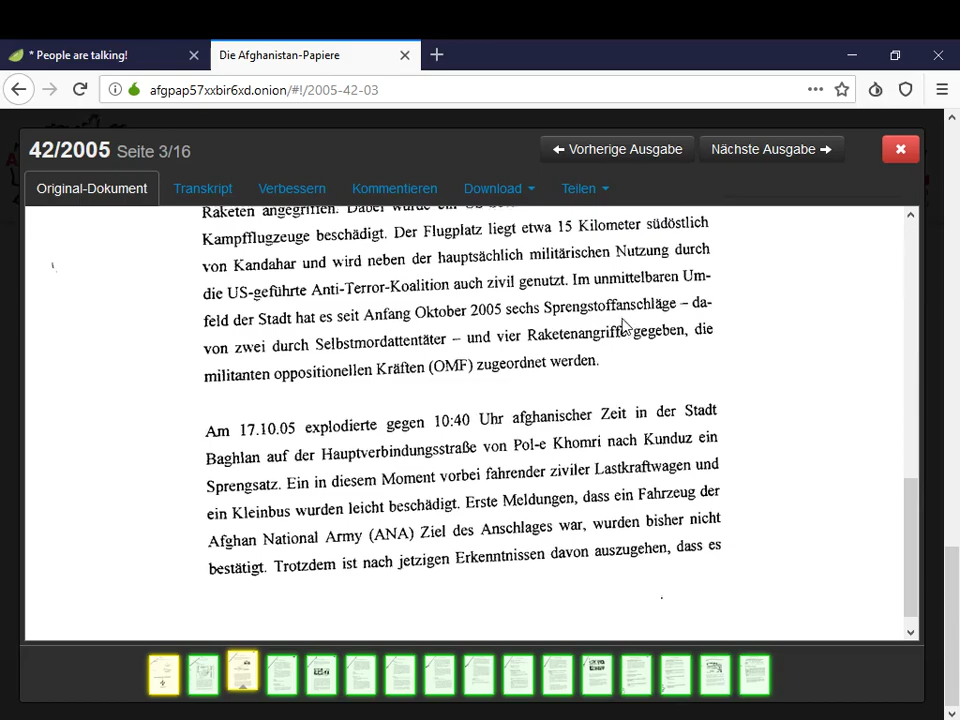 * People are talking!
Die Afghanistan-Papiere
afgpap57xxbir6xd.onion/#!/2005-42-03
42/2005 Seite 3/16
Vorherige Ausgabe
Nächste Ausgabe
Original-Dokument
Transkript
Verbessern
Kommentieren
Download
Teilen
Raketen angegriffen. Dabei wurde ein
Kampfflugzeuge beschädigt. Der Flugplatz liegt etwa 15 Kilometer südöstlich
von Kandahar und wird neben der hauptsächlich militärischen Nutzung durch
die US-geführte Anti-Terror-Koalition auch zivil genutzt. Im unmittelbaren Um-
feld der Stadt hat es seit Anfang Oktober 2005 sechs Sprengstoffanschläge – da-
von zwei durch Selbstmordattentäter – und vier Raketenangriffe gegeben, die
militanten oppositionellen Kräften (OMF) zugeordnet werden.
Am 17.10.05 explodierte gegen 10:40 Uhr afghanischer Zeit in der Stadt
Baghlan auf der Hauptverbindungsstraße von Pol-e Khomri nach Kunduz ein
Sprengsatz. Ein in diesem Moment vorbei fahrender ziviler Lastkraftwagen und
ein Kleinbus wurden leicht beschädigt. Erste Meldungen, dass ein Fahrzeug der
Afghan National Army (ANA) Ziel des Anschlages war, wurden bisher nicht
bestätigt. Trotzdem ist nach jetzigen Erkenntnissen davon auszugehen, dass es